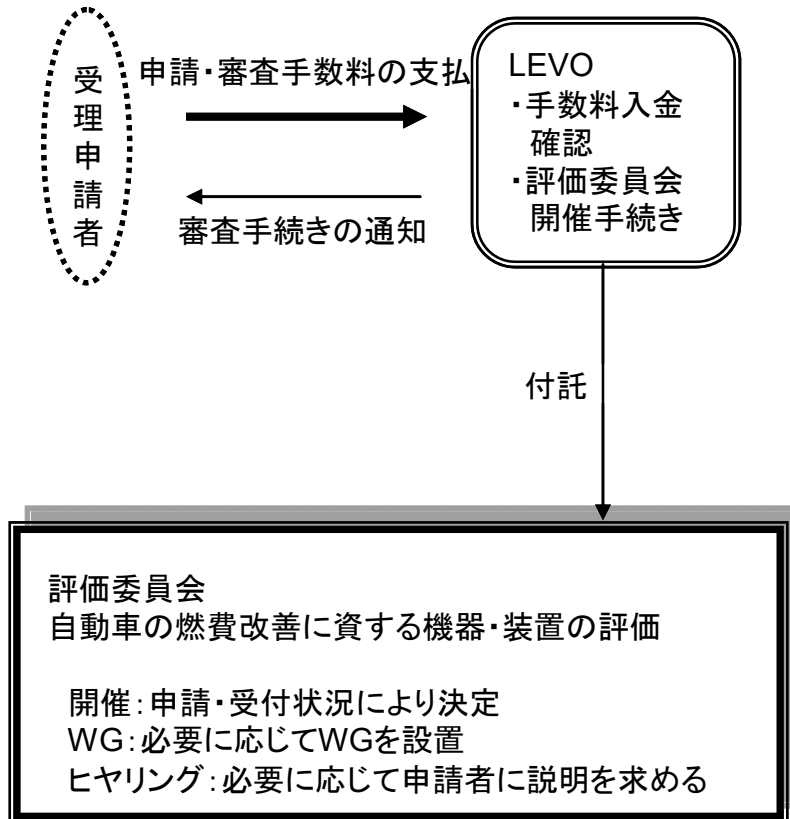 受理申請者
申請・審査手数料の支払
審査手続きの通知
LEVO
・手数料入金
確認
・評価委員会
開催手続き
付託
評価委員会
自動車の燃費改善に資する機器・装置の評価
開催:申請・受付状況により決定
WG:必要に応じてWGを設置
ヒヤリング:必要に応じて申請者に説明を求める